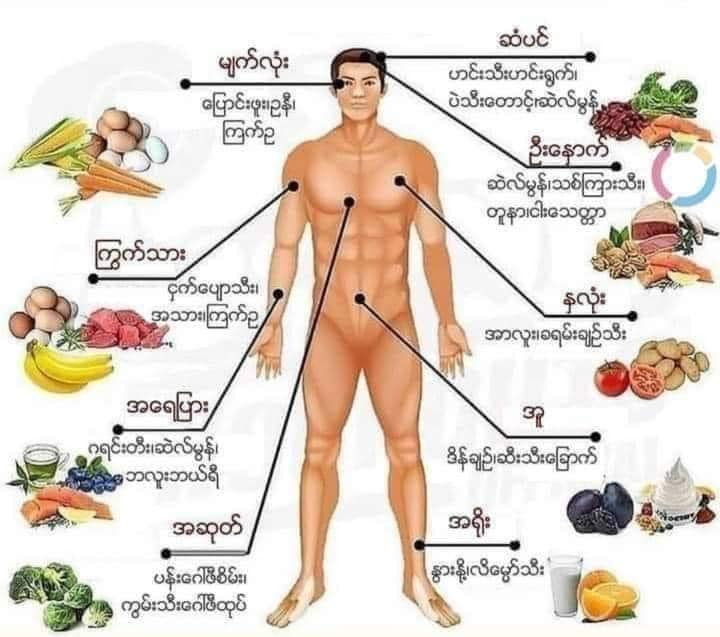 မျက်လုံး
ပြောင်းဖူး၊ဥနီ၊
ကြက်ဥ
ဆံပင်
ဟင်းသီးဟင်းရွက်၊
ပဲသီးတောင့်၊ဆဲလ်မွန်
ဦးနှောက်
ဆဲလ်မွန်၊သစ်ကြားသီး၊
တူနာ၊ငါးသေတ္တာ
ကြွက်သား
ငှက်ပျောသီး၊
အသား၊ကြက်ဥ
နှလုံး
အာလူး၊ခရမ်းချဉ်သီး
အရေပြား
ဂရင်းတီး၊ဆဲလ်မွန်၊
ဘလူးဘယ်ရီ
အူ
ဒိန်ချဉ်၊ဆီးသီးခြောက်
အဆုတ်
ပန်းဂေါ်ဖီစိမ်း၊
ကွမ်းသီးဂေါ်ဖီထုပ်
အရိုး
နွားနို့၊လိမ္မော်သီး